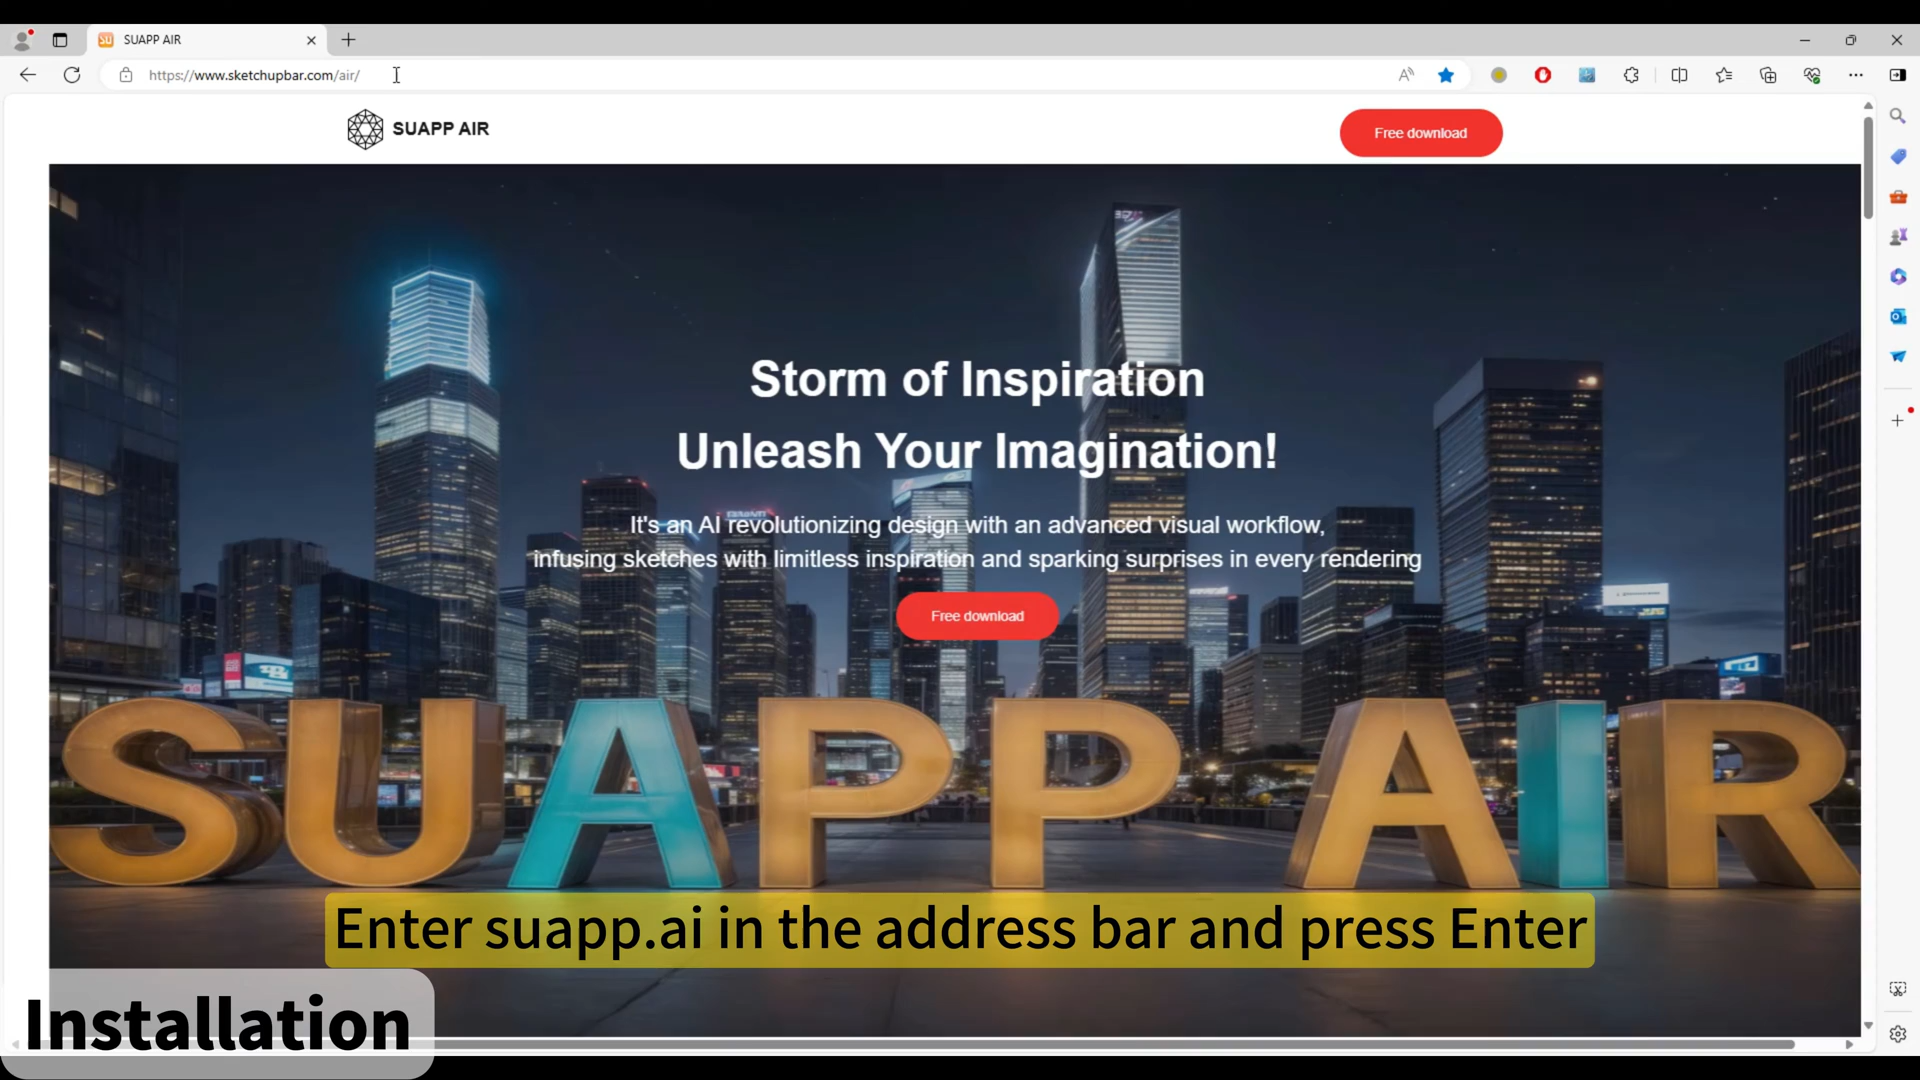 SUAPP AIR
https://www.sketchupbar.com/air/
SUAPP AIR
Free download
Storm of Inspiration
Unleash Your Imagination!
It's an AI revolutionizing design with an advanced visual workflow,
infusing sketches with limitless inspiration and sparking surprises in every rendering
Free download
SUAPP AIR
Enter suapp.ai in the address bar and press Enter
Installation